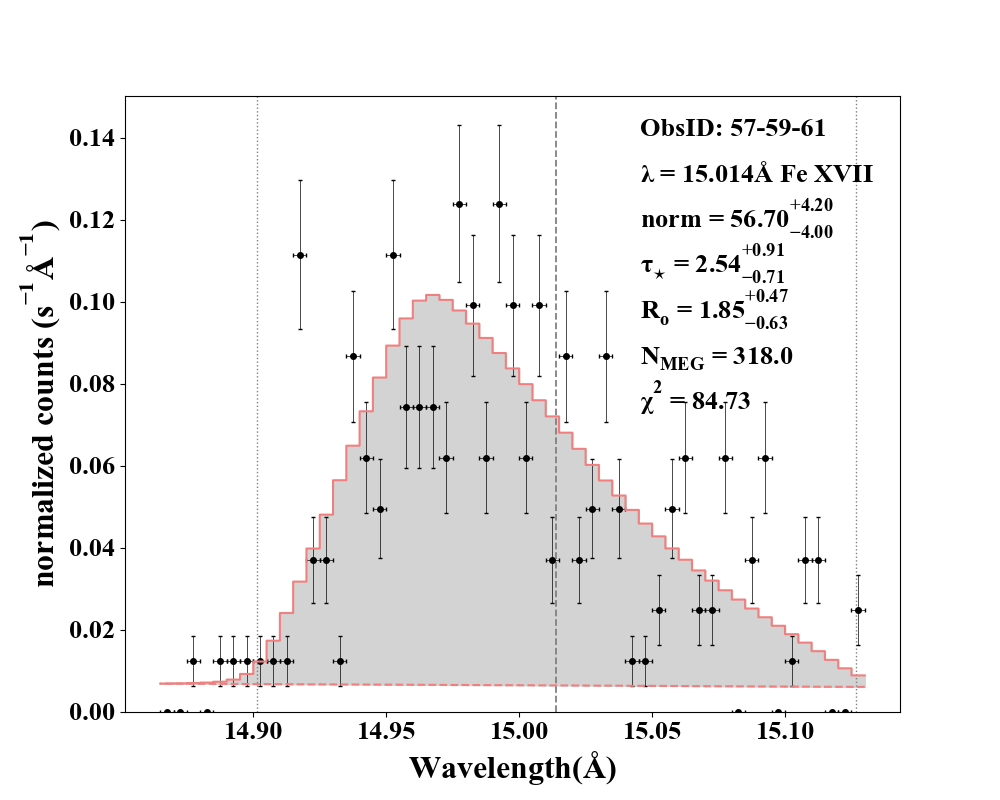 ObsID: 57-59-61
λ = 15.014Å Fe XVII
norm = 56.70 +4.20 −4.00
τ⋆ = 2.54 +0.91 −0.71
Ro = 1.85 +0.47 −0.63
NMEG = 318.0
χ² = 84.73
normalized counts (s⁻¹ Å⁻¹)
0.14
0.12
0.10
0.08
0.06
0.04
0.02
0.00
14.90 14.95 15.00 15.05 15.10
Wavelength(Å)